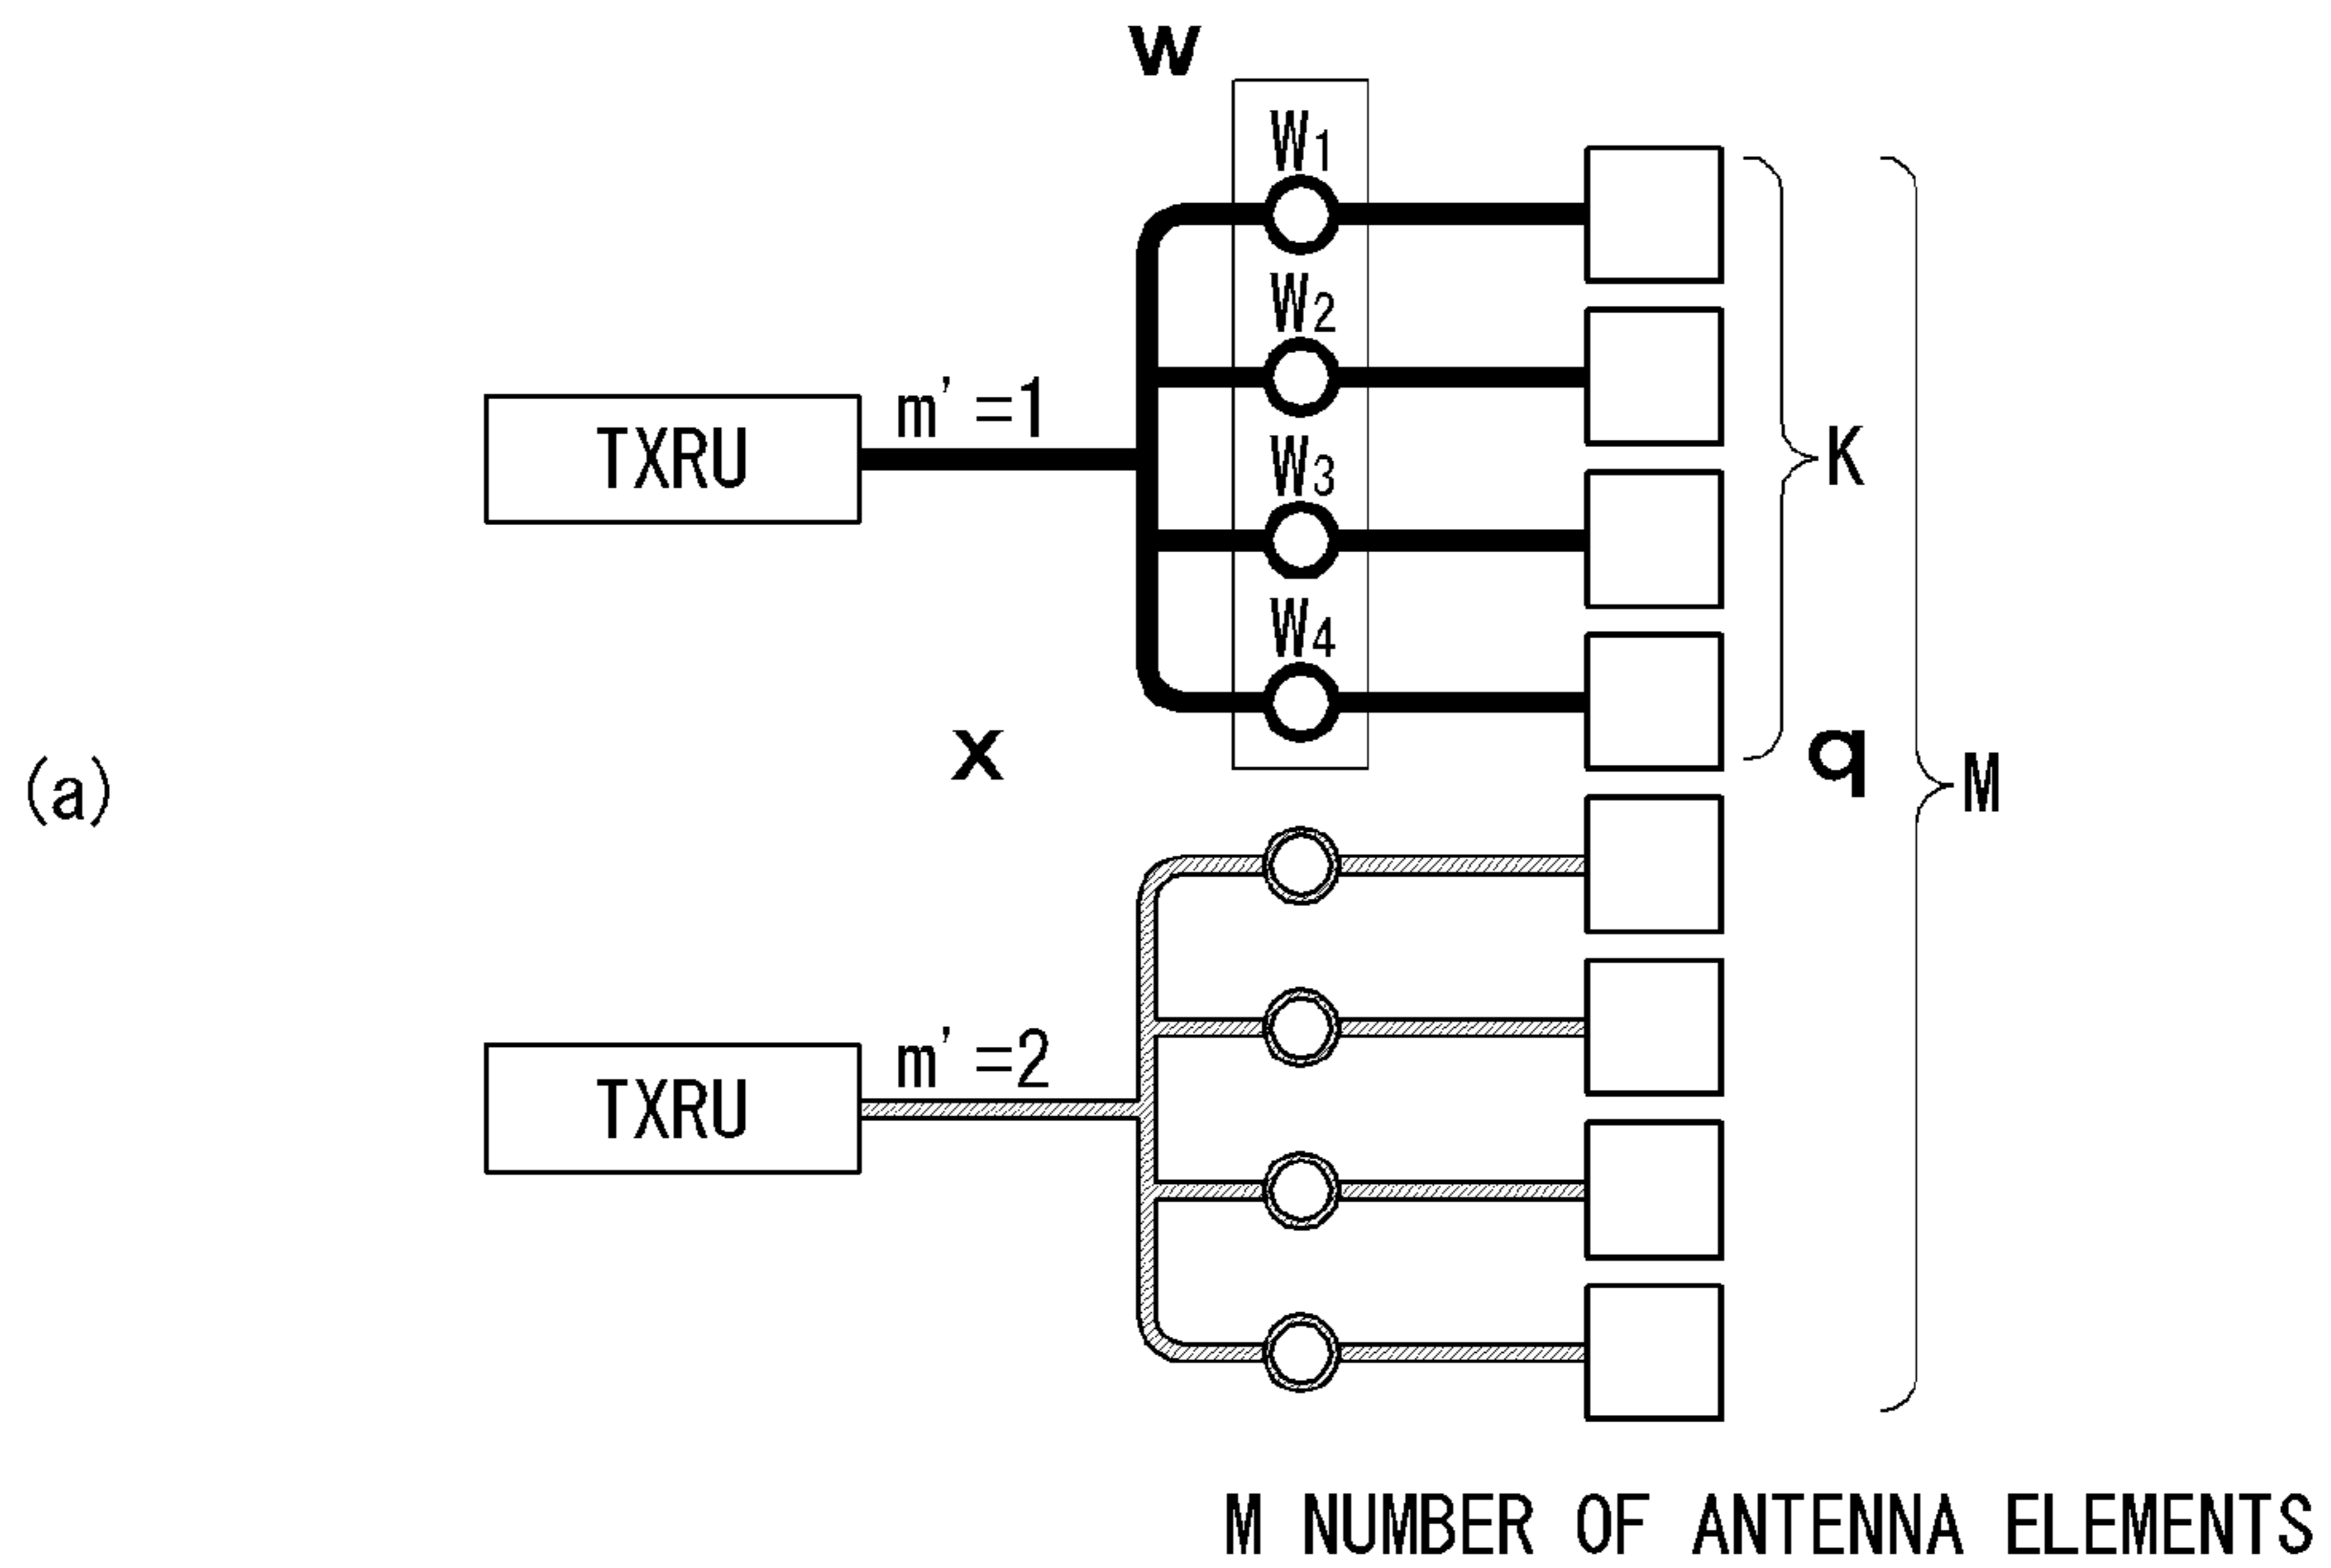 w
W1
W2
m'=1
TXRU
W3
K
W4
x
q
(a)
M
m'=2
TXRU
M NUMBER OF ANTENNA ELEMENTS